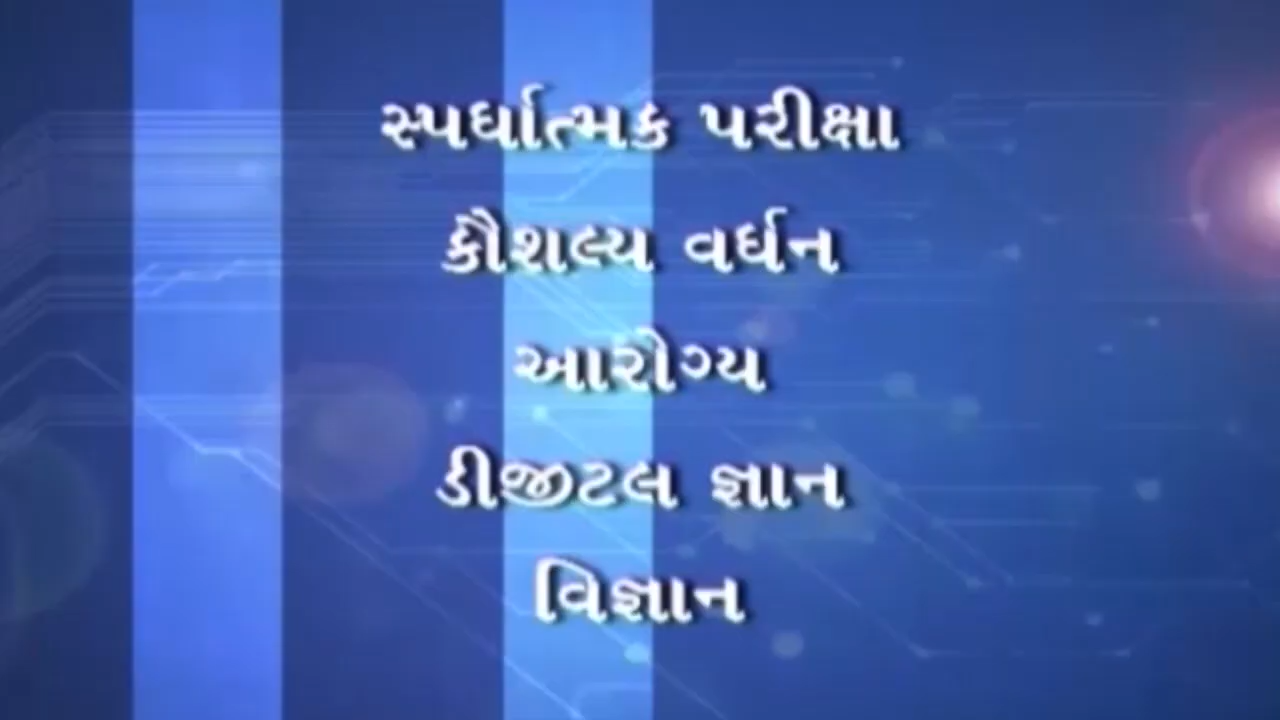 સ્પર્ધાત્મક પરીક્ષા
કૌશલ્ય વર્ધન
આરોગ્ય
ડીજીટલ જ્ઞાન
વિજ્ઞાન